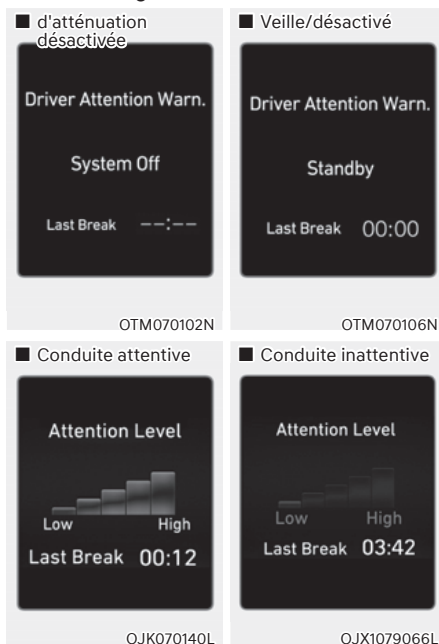 ■ d'atténuation
désactivée
Driver Attention Warn.
System Off
Last Break --:--
OTM070102N
■ Veille/désactivé
Driver Attention Warn.
Standby
Last Break 00:00
OTM070106N
■ Conduite attentive
Attention Level
Low High
Last Break 00:12
OJK070140L
■ Conduite inattentive
Attention Level
Low High
Last Break 03:42
OJX1079066L